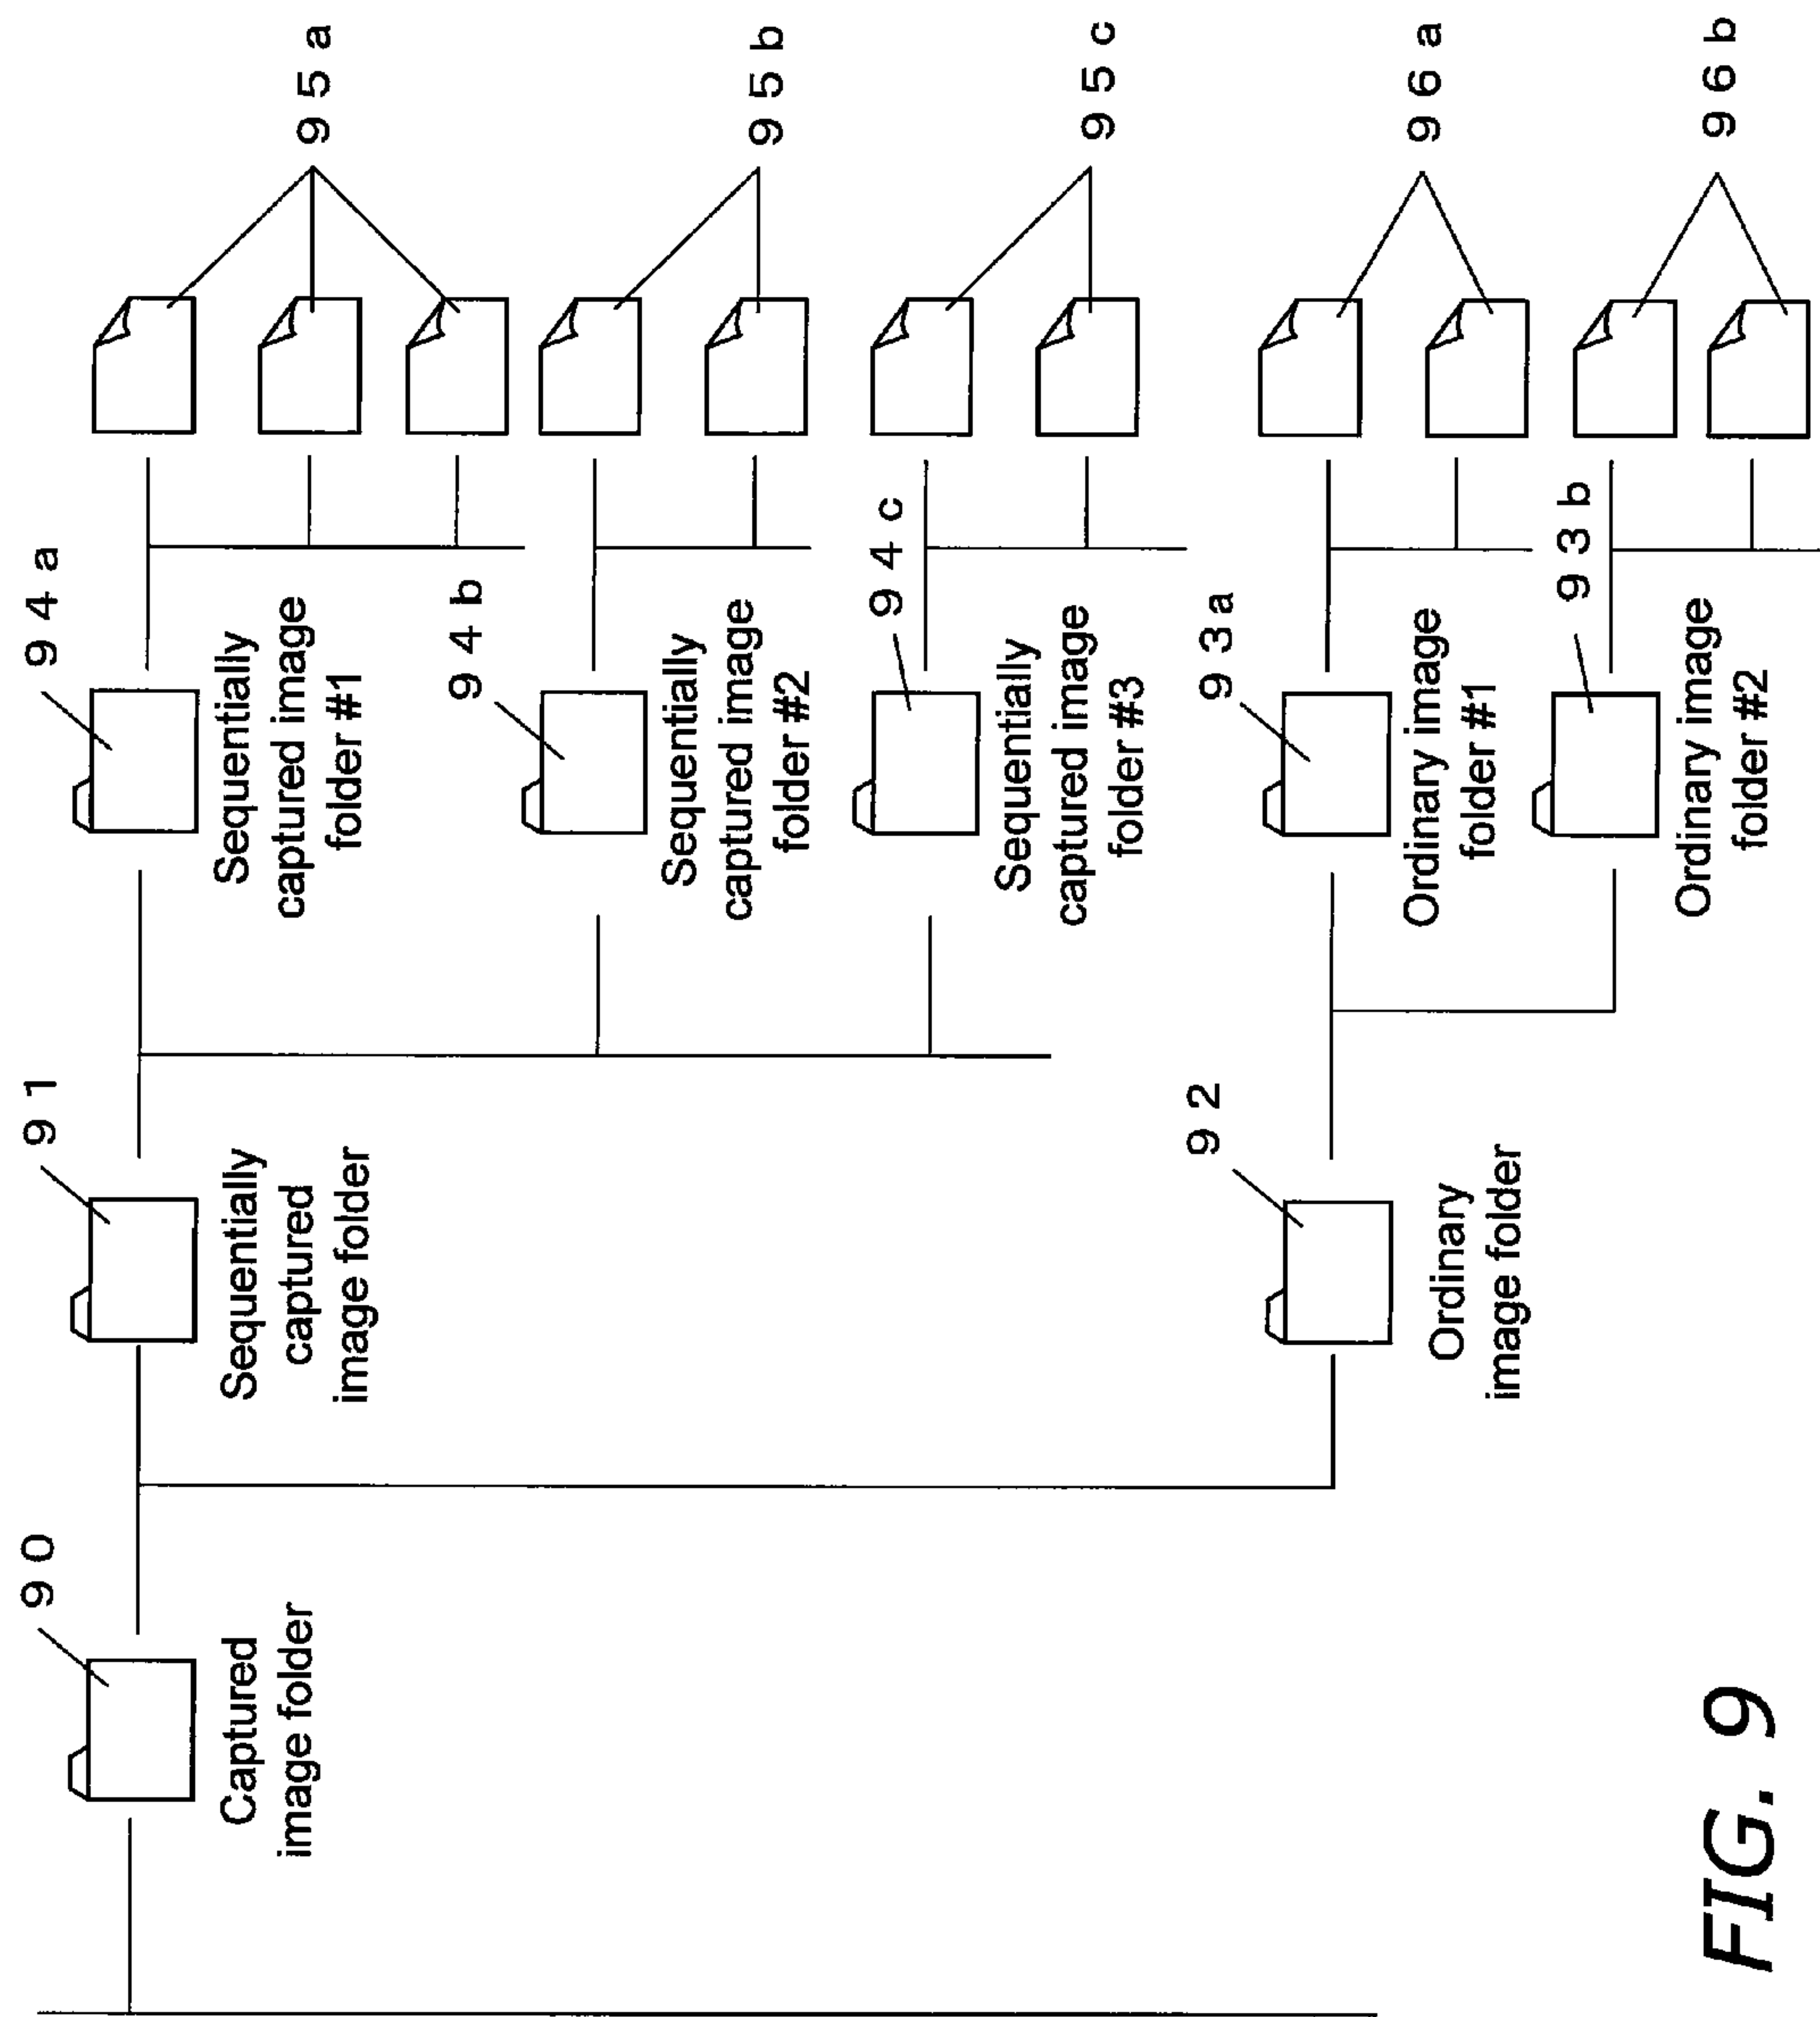 90
Captured
image folder
91
Sequentially
captured
image folder
92
Ordinary
image folder
94a
Sequentially
captured image
folder #1
94b
Sequentially
captured image
folder #2
94c
Sequentially
captured image
folder #3
93a
Ordinary image
folder #1
93b
Ordinary image
folder #2
95a
95b
95c
96a
96b
FIG. 9